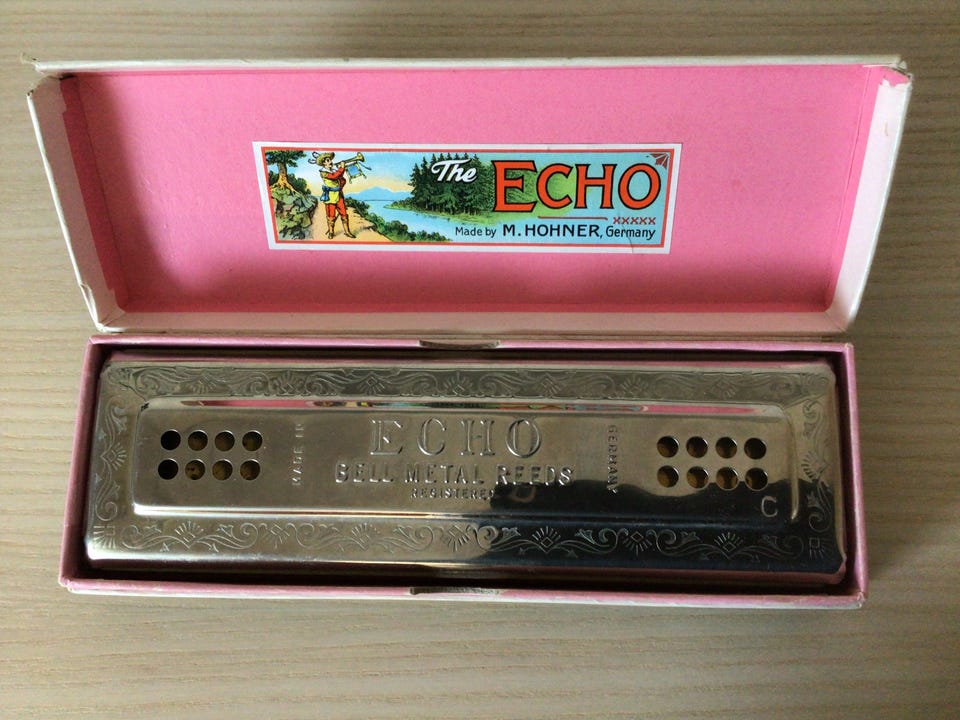 The ECHO
xxxxx
Made by M. HOHNER, Germany
ECHO
MADE IN
GERMANY
BELL METAL REEDS
REGISTERED
C